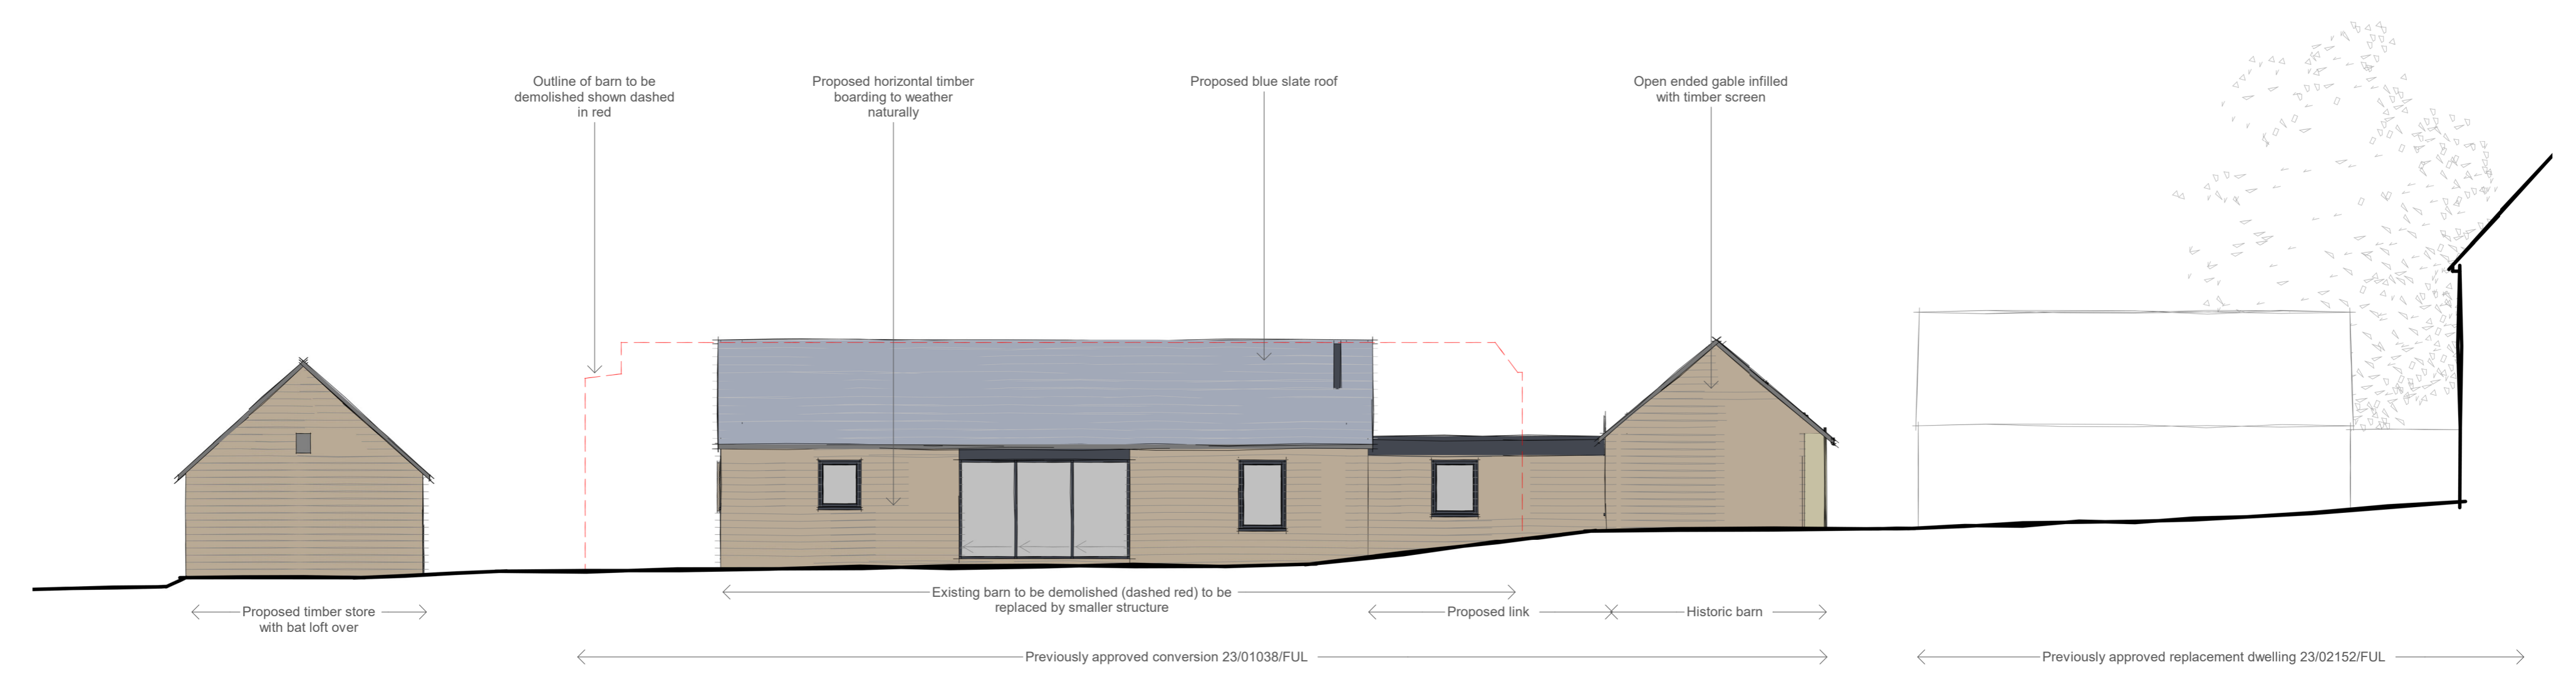 Outline of barn to be
demolished shown dashed
in red
Proposed horizontal timber
boarding to weather
naturally
Proposed blue slate roof
Open ended gable infilled
with timber screen
Existing barn to be demolished (dashed red) to be
replaced by smaller structure
Proposed timber store
with bat loft over
Proposed link
Historic barn
Previously approved conversion 23/01038/FUL
Previously approved replacement dwelling 23/02152/FUL